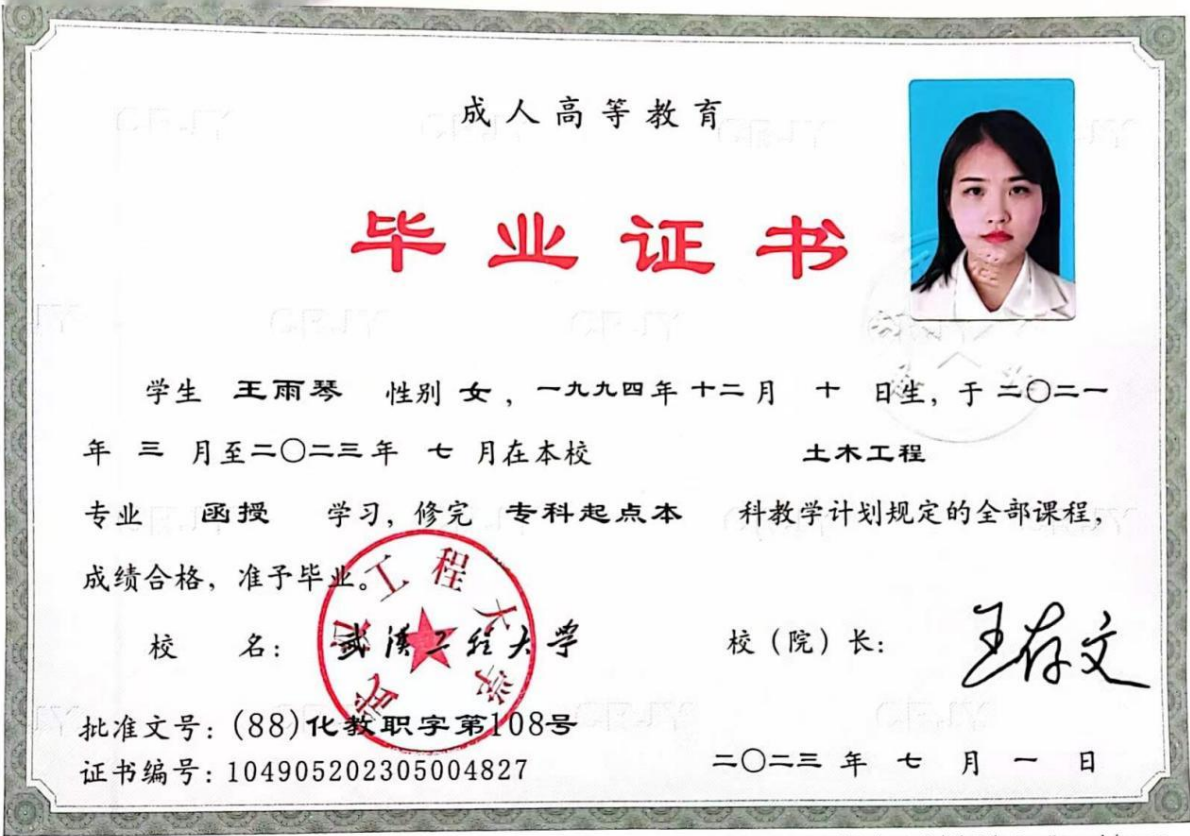 成人高等教育
毕业证书
学生 王雨琴 性别 女，一九九四年 十二月 十 日生，于 二〇二一
年 三 月至二〇二三年 七 月在本校 土木工程
专业 函授 学习，修完 专科起点本 科教学计划规定的全部课程，
成绩合格，准予毕业。
校 名：武汉工程大学 校（院）长：王存文
武汉工程大学
批准文号：(88)化教职字第108号
证书编号：104905202305004827
二〇二三 年 七 月 一 日